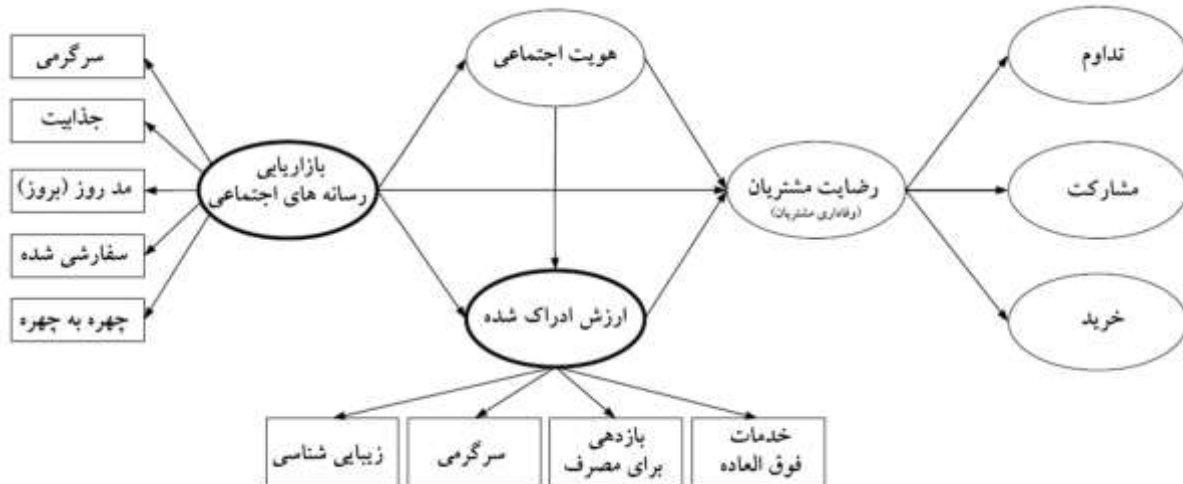 سرگرمی
جذابیت
مد روز (بروز)
سفارشی شده
چهره به چهره
بازاریابی
رسانه های اجتماعی
هویت اجتماعی
ارزش ادراک شده
زیبایی شناسی
سرگرمی
بازدهی
برای مصرف
خدمات
فوق العاده
رضایت مشتریان
(وفاداری مشتریان)
تداوم
مشارکت
خرید